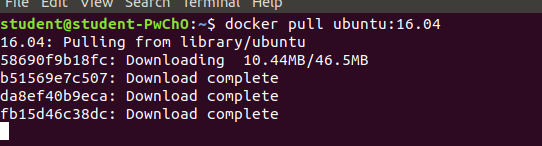 File Edit View Search Terminal Help
student@student-PwChO:~$ docker pull ubuntu:16.04
16.04: Pulling from library/ubuntu
58690f9b18fc: Downloading  10.44MB/46.5MB
b51569e7c507: Download complete
da8ef40b9eca: Download complete
fb15d46c38dc: Download complete